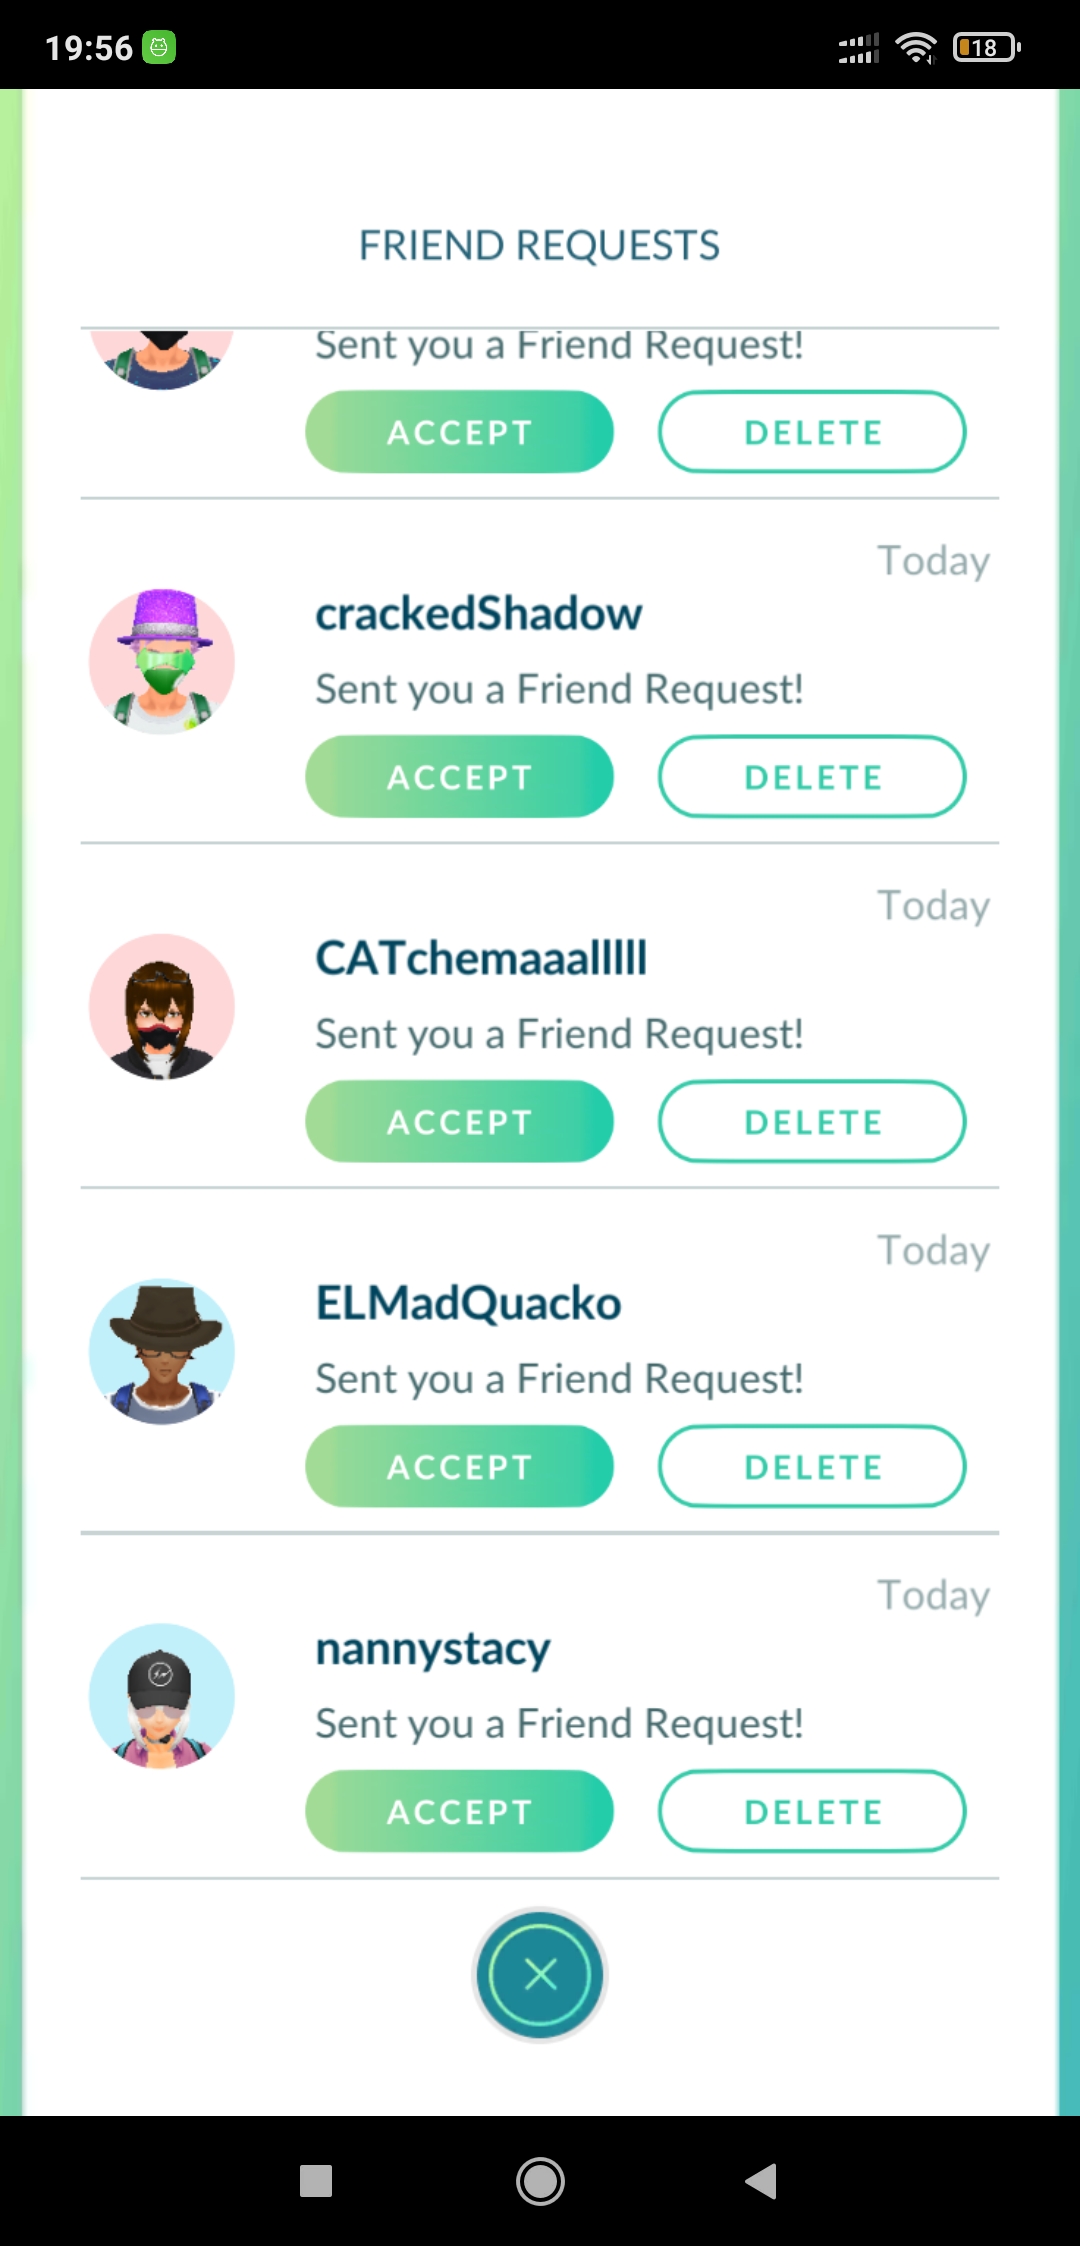 19:56
18
FRIEND REQUESTS
Sent you a Friend Request!
ACCEPT DELETE
Today
crackedShadow
Sent you a Friend Request!
ACCEPT DELETE
Today
CATchemaaalllll
Sent you a Friend Request!
ACCEPT DELETE
Today
ELMadQuacko
Sent you a Friend Request!
ACCEPT DELETE
Today
nannystacy
Sent you a Friend Request!
ACCEPT DELETE